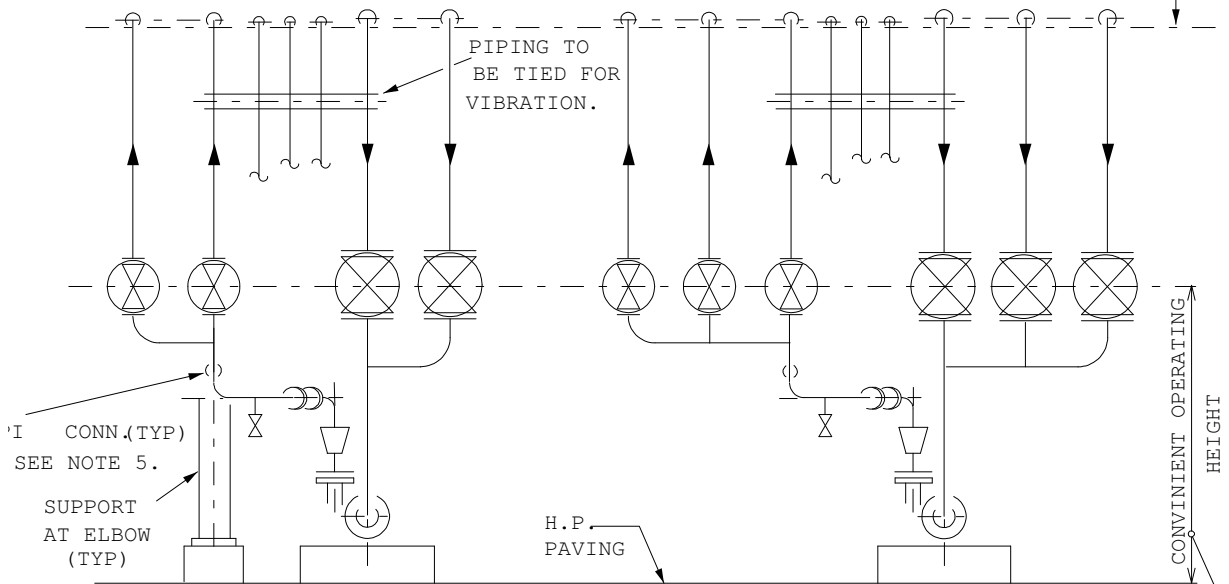 PIPING TO
BE TIED FOR
VIBRATION.
CONN.(TYP)
SEE NOTE 5.
SUPPORT
AT ELBOW
(TYP)
H.P.
PAVING
CONVINIENT OPERATING
HEIGHT